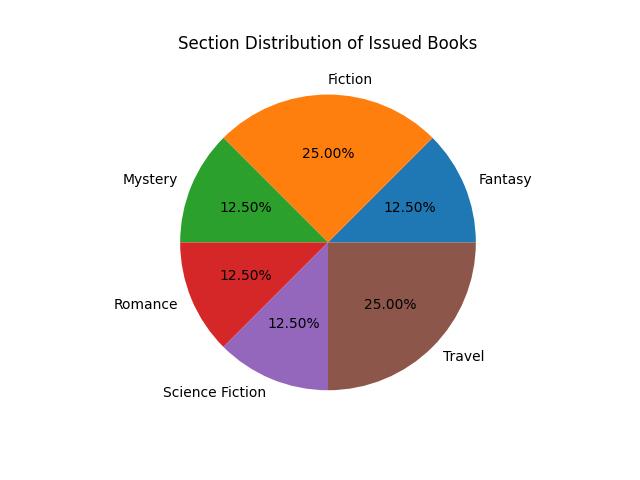 Section Distribution of Issued Books
Fiction
25.00%
Mystery
Fantasy
12.50%
12.50%
12.50%
Romance
25.00%
12.50%
Travel
Science Fiction